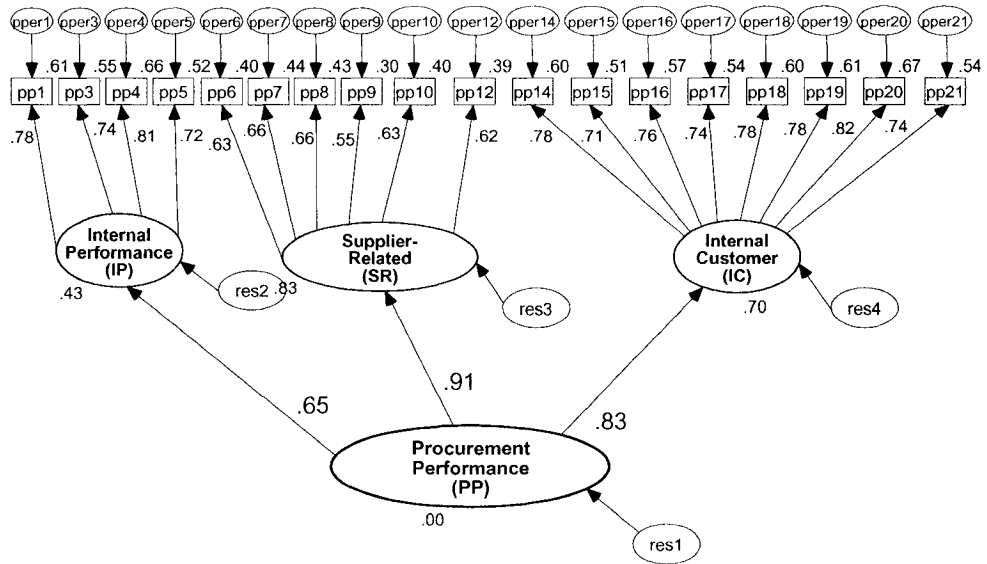 pper1 pper3 pper4 pper5 pper6 pper7 pper8 pper9 pper10 pper12 pper14 pper15 pper16 pper17 pper18 pper19 pper20 pper21
.61 .55 .66 .52 .40 .44 .43 .30 .40 .39 .60 .51 .57 .54 .60 .61 .67 .54
pp1 pp3 pp4 pp5 pp6 pp7 pp8 pp9 pp10 pp12 pp14 pp15 pp16 pp17 pp18 pp19 pp20 pp21
.78 .74 .81 .72 .63 .66 .66 .55 .63 .62 .78 .71 .76 .74 .78 .78 .82 .74
Internal
Performance
(IP)
.43
res2
.83
Supplier-
Related
(SR)
res3
Internal
Customer
(IC)
.70
res4
.65
.91
.83
Procurement
Performance
(PP)
.00
res1